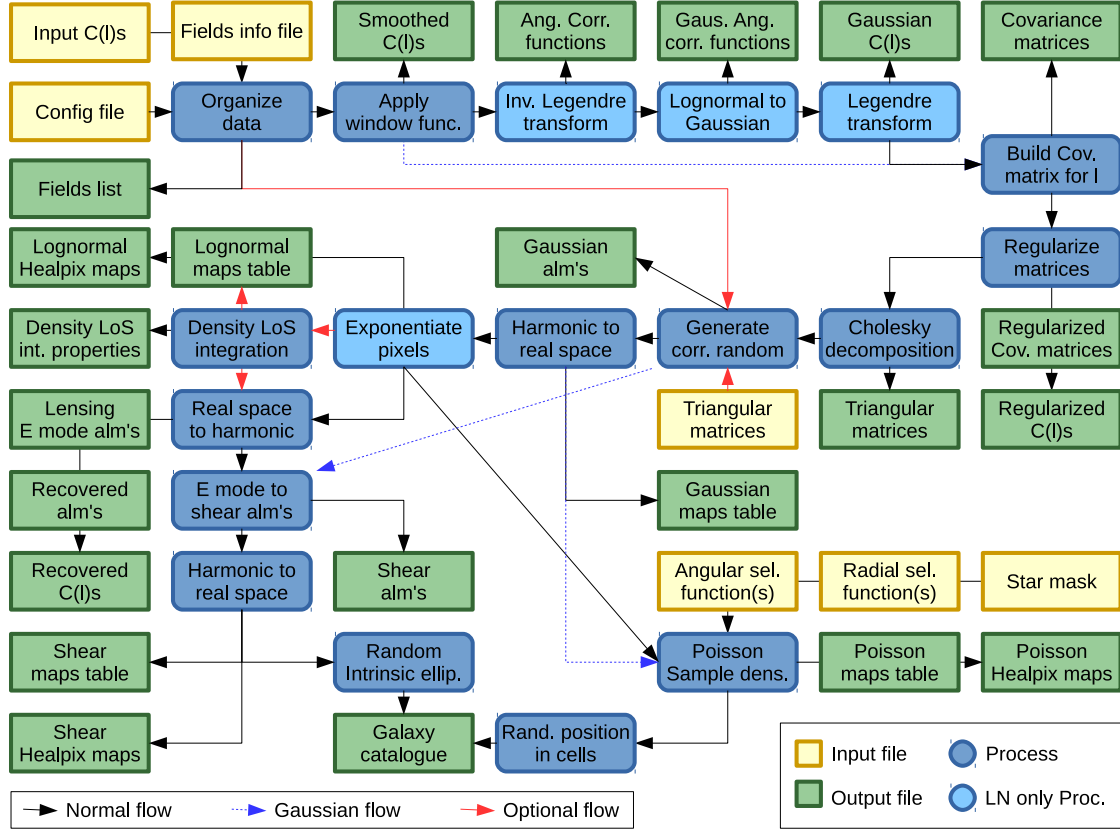 Input C(l)s
Fields info file
Smoothed
C(l)s
Ang. Corr.
functions
Gaus. Ang.
corr. functions
Gaussian
C(l)s
Covariance
matrices
Config file
Organize
data
Apply
window func.
Inv. Legendre
transform
Lognormal to
Gaussian
Legendre
transform
Build Cov.
matrix for l
Fields list
Lognormal
Healpix maps
Lognormal
maps table
Gaussian
alm's
Regularize
matrices
Density LoS
int. properties
Density LoS
integration
Exponentiate
pixels
Harmonic to
real space
Generate
corr. random
Cholesky
decomposition
Regularized
Cov. matrices
Lensing
E mode alm's
Real space
to harmonic
Triangular
matrices
Triangular
matrices
Regularized
C(l)s
Recovered
alm's
E mode to
shear alm's
Gaussian
maps table
Recovered
C(l)s
Harmonic to
real space
Shear
alm's
Angular sel.
function(s)
Radial sel.
function(s)
Star mask
Shear
maps table
Random
Intrinsic ellip.
Poisson
Sample dens.
Poisson
maps table
Poisson
Healpix maps
Shear
Healpix maps
Galaxy
catalogue
Rand. position
in cells
Input file
Process
Output file
LN only Proc.
Normal flow
Gaussian flow
Optional flow